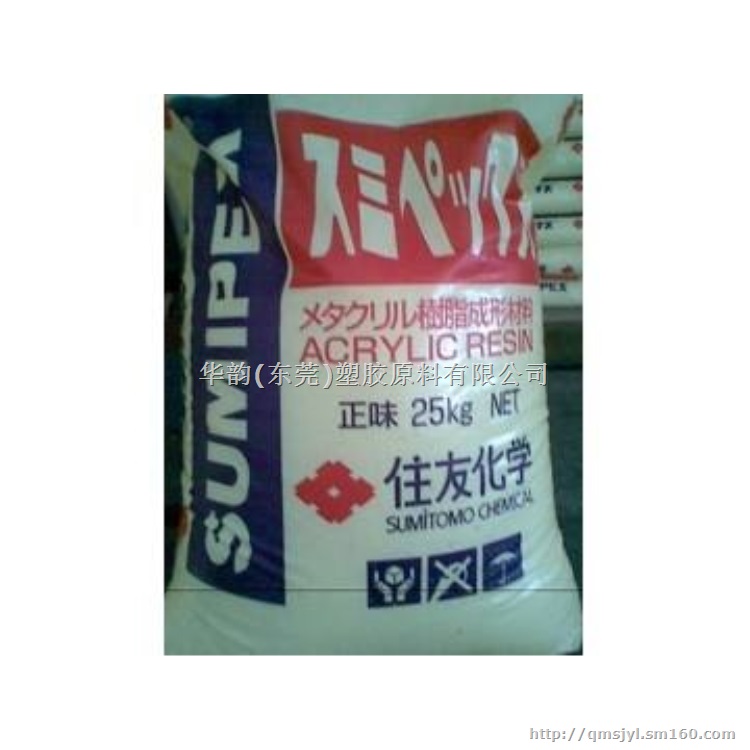 SUMIPEX
スミペックス
メタクリル樹脂成形材料
ACRYLIC RESIN
华韵(东莞)塑胶原料有限公司
正味 25kg NET
住友化学
SUMITOMO CHEMICAL
PEX
http://qmsjyl.sm160.com